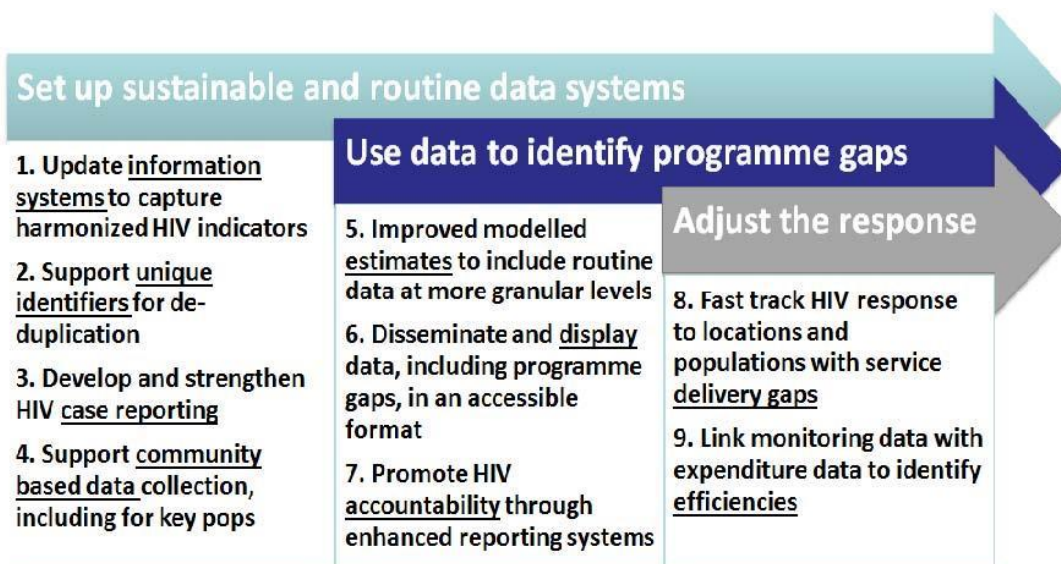 Set up sustainable and routine data systems
1. Update information
systems to capture
harmonized HIV indicators
2. Support unique
identifiers for de-
duplication
3. Develop and strengthen
HIV case reporting
4. Support community
based data collection,
including for key pops
Use data to identify programme gaps
5. Improved modelled
estimates to include routine
data at more granular levels
6. Disseminate and display
data, including programme
gaps, in an accessible
format
7. Promote HIV
accountability through
enhanced reporting systems
Adjust the response
8. Fast track HIV response
to locations and
populations with service
delivery gaps
9. Link monitoring data with
expenditure data to identify
efficiencies